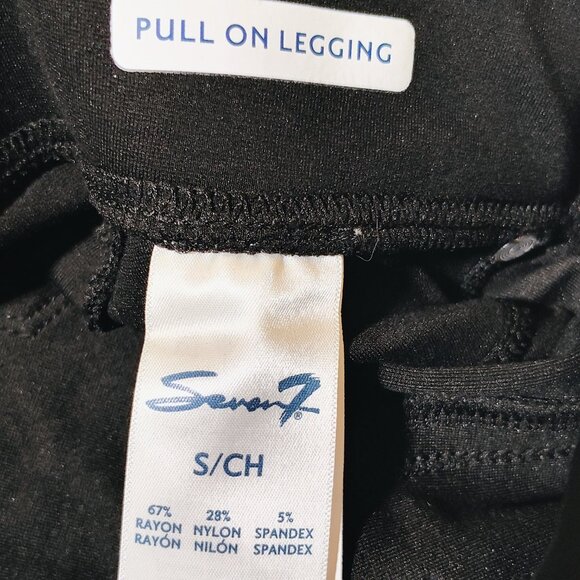 PULL ON LEGGING
Seven7®
S/CH
67% 28% 5%
RAYON NYLON SPANDEX
RAYÓN NILÓN SPANDEX